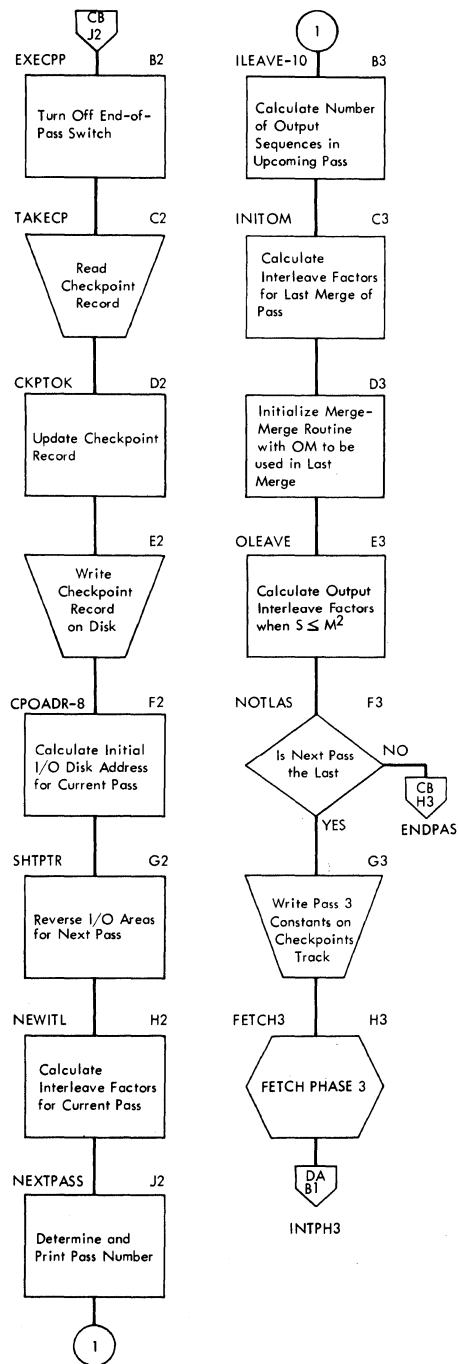 CB
J2
EXECPP B2
Turn Off End-of-
Pass Switch
TAKECP C2
Read
Checkpoint
Record
CKPTOK D2
Update Checkpoint
Record
E2
Write
Checkpoint
Record
on Disk
CPOADR-8 F2
Calculate Initial
I/O Disk Address
for Current Pass
SHTPTR G2
Reverse I/O Areas
for Next Pass
NEWITL H2
Calculate
Interleave Factors
for Current Pass
NEXTPASS J2
Determine and
Print Pass Number
1
1
ILEAVE-10 B3
Calculate Number
of Output
Sequences in
Upcoming Pass
INITOM C3
Calculate
Interleave Factors
for Last Merge of
Pass
D3
Initialize Merge-
Merge Routine
with OM to be
used in Last
Merge
OLEAVE E3
Calculate Output
Interleave Factors
when S ≤ M²
NOTLAS F3
Is Next Pass
the Last
NO
CB
H3
ENDPAS
YES
G3
Write Pass 3
Constants on
Checkpoints
Track
FETCH3 H3
FETCH PHASE 3
DA
B1
INTPH3